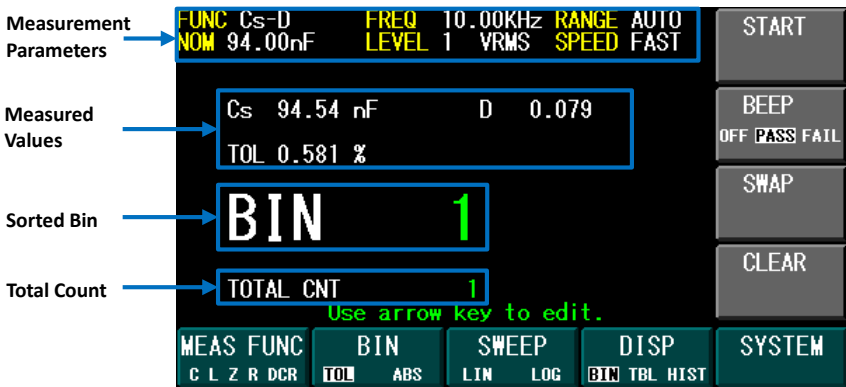 Measurement
Parameters
FUNC Cs-D FREQ 10.00KHz RANGE AUTO
NOM 94.00nF LEVEL 1 VRMS SPEED FAST
START
Measured
Values
Cs 94.54 nF D 0.079
TOL 0.581 %
BEEP
OFF PASS FAIL
Sorted Bin
BIN 1
SWAP
Total Count
TOTAL CNT 1
CLEAR
Use arrow key to edit.
MEAS FUNC
C L Z R DCR
BIN
TOL ABS
SWEEP
LIN LOG
DISP
BIN TBL HIST
SYSTEM